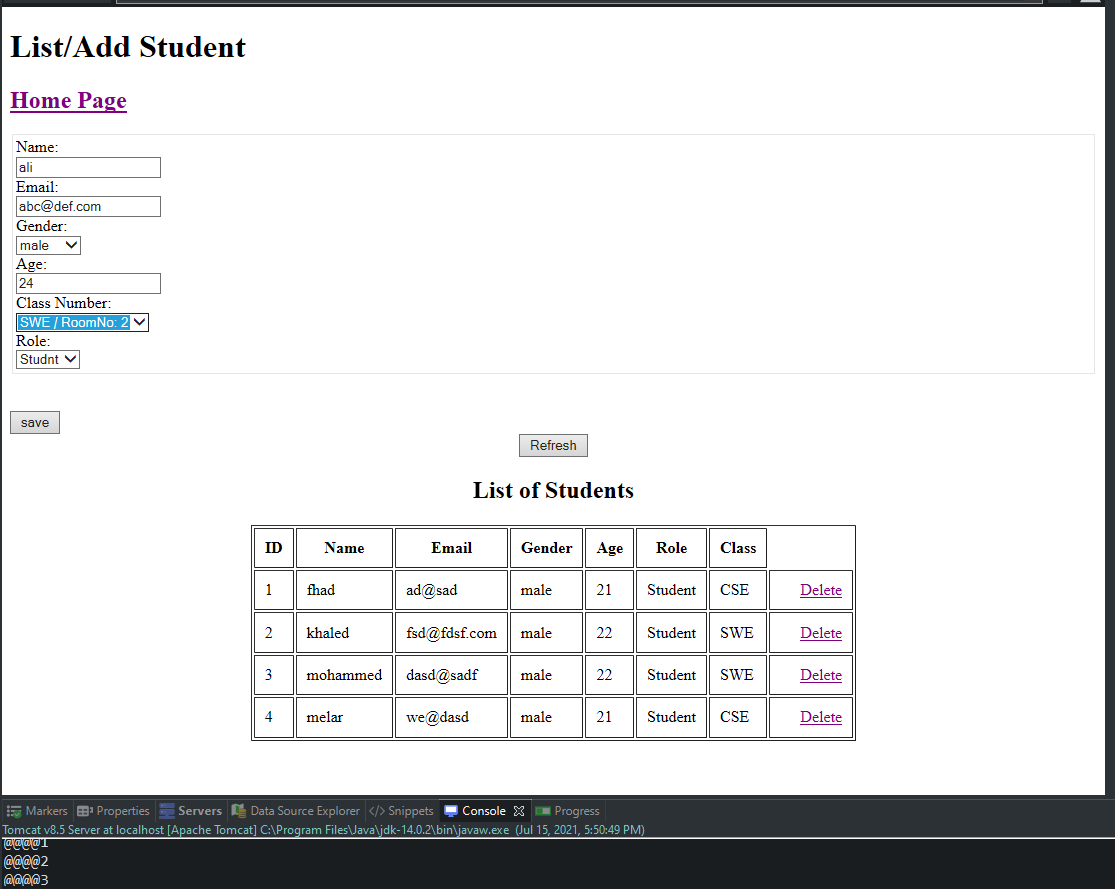 List/Add Student
Home Page
Name:
ali
Email:
abc@def.com
Gender:
male
Age:
24
Class Number:
SWE / RoomNo: 2
Role:
Studnt
save
Refresh
List of Students
ID Name Email Gender Age Role Class
1 fhad ad@sad male 21 Student CSE Delete
2 khaled fsd@fdsf.com male 22 Student SWE Delete
3 mohammed dasd@sadf male 22 Student SWE Delete
4 melar we@dasd male 21 Student CSE Delete
Markers Properties Servers Data Source Explorer Snippets Console Progress
Tomcat v8.5 Server at localhost [Apache Tomcat] C:\Program Files\Java\jdk-14.0.2\bin\javaw.exe (Jul 15, 2021, 5:50:49 PM)
@@@@1
@@@@2
@@@@3